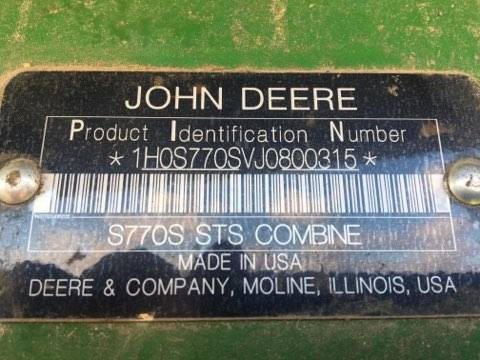 JOHN DEERE
Product Identification Number
*1H0S770SVJ0800315*
S770S STS COMBINE
MADE IN USA
DEERE & COMPANY, MOLINE, ILLINOIS, USA